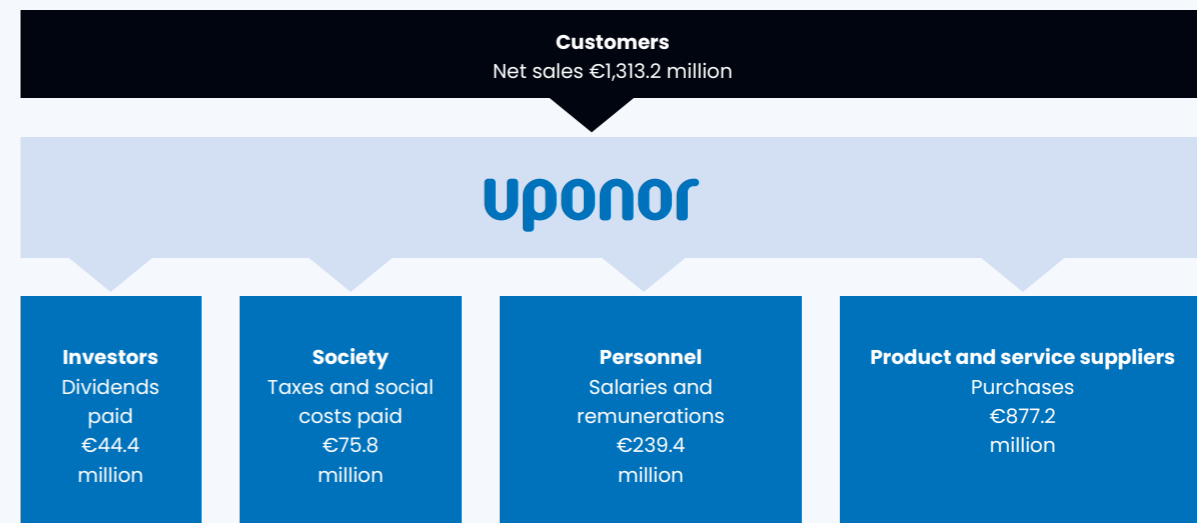 Customers
Net sales €1,313.2 million
uponor
Investors
Dividends
paid
€44.4
million
Society
Taxes and social
costs paid
€75.8
million
Personnel
Salaries and
remunerations
€239.4
million
Product and service suppliers
Purchases
€877.2
million